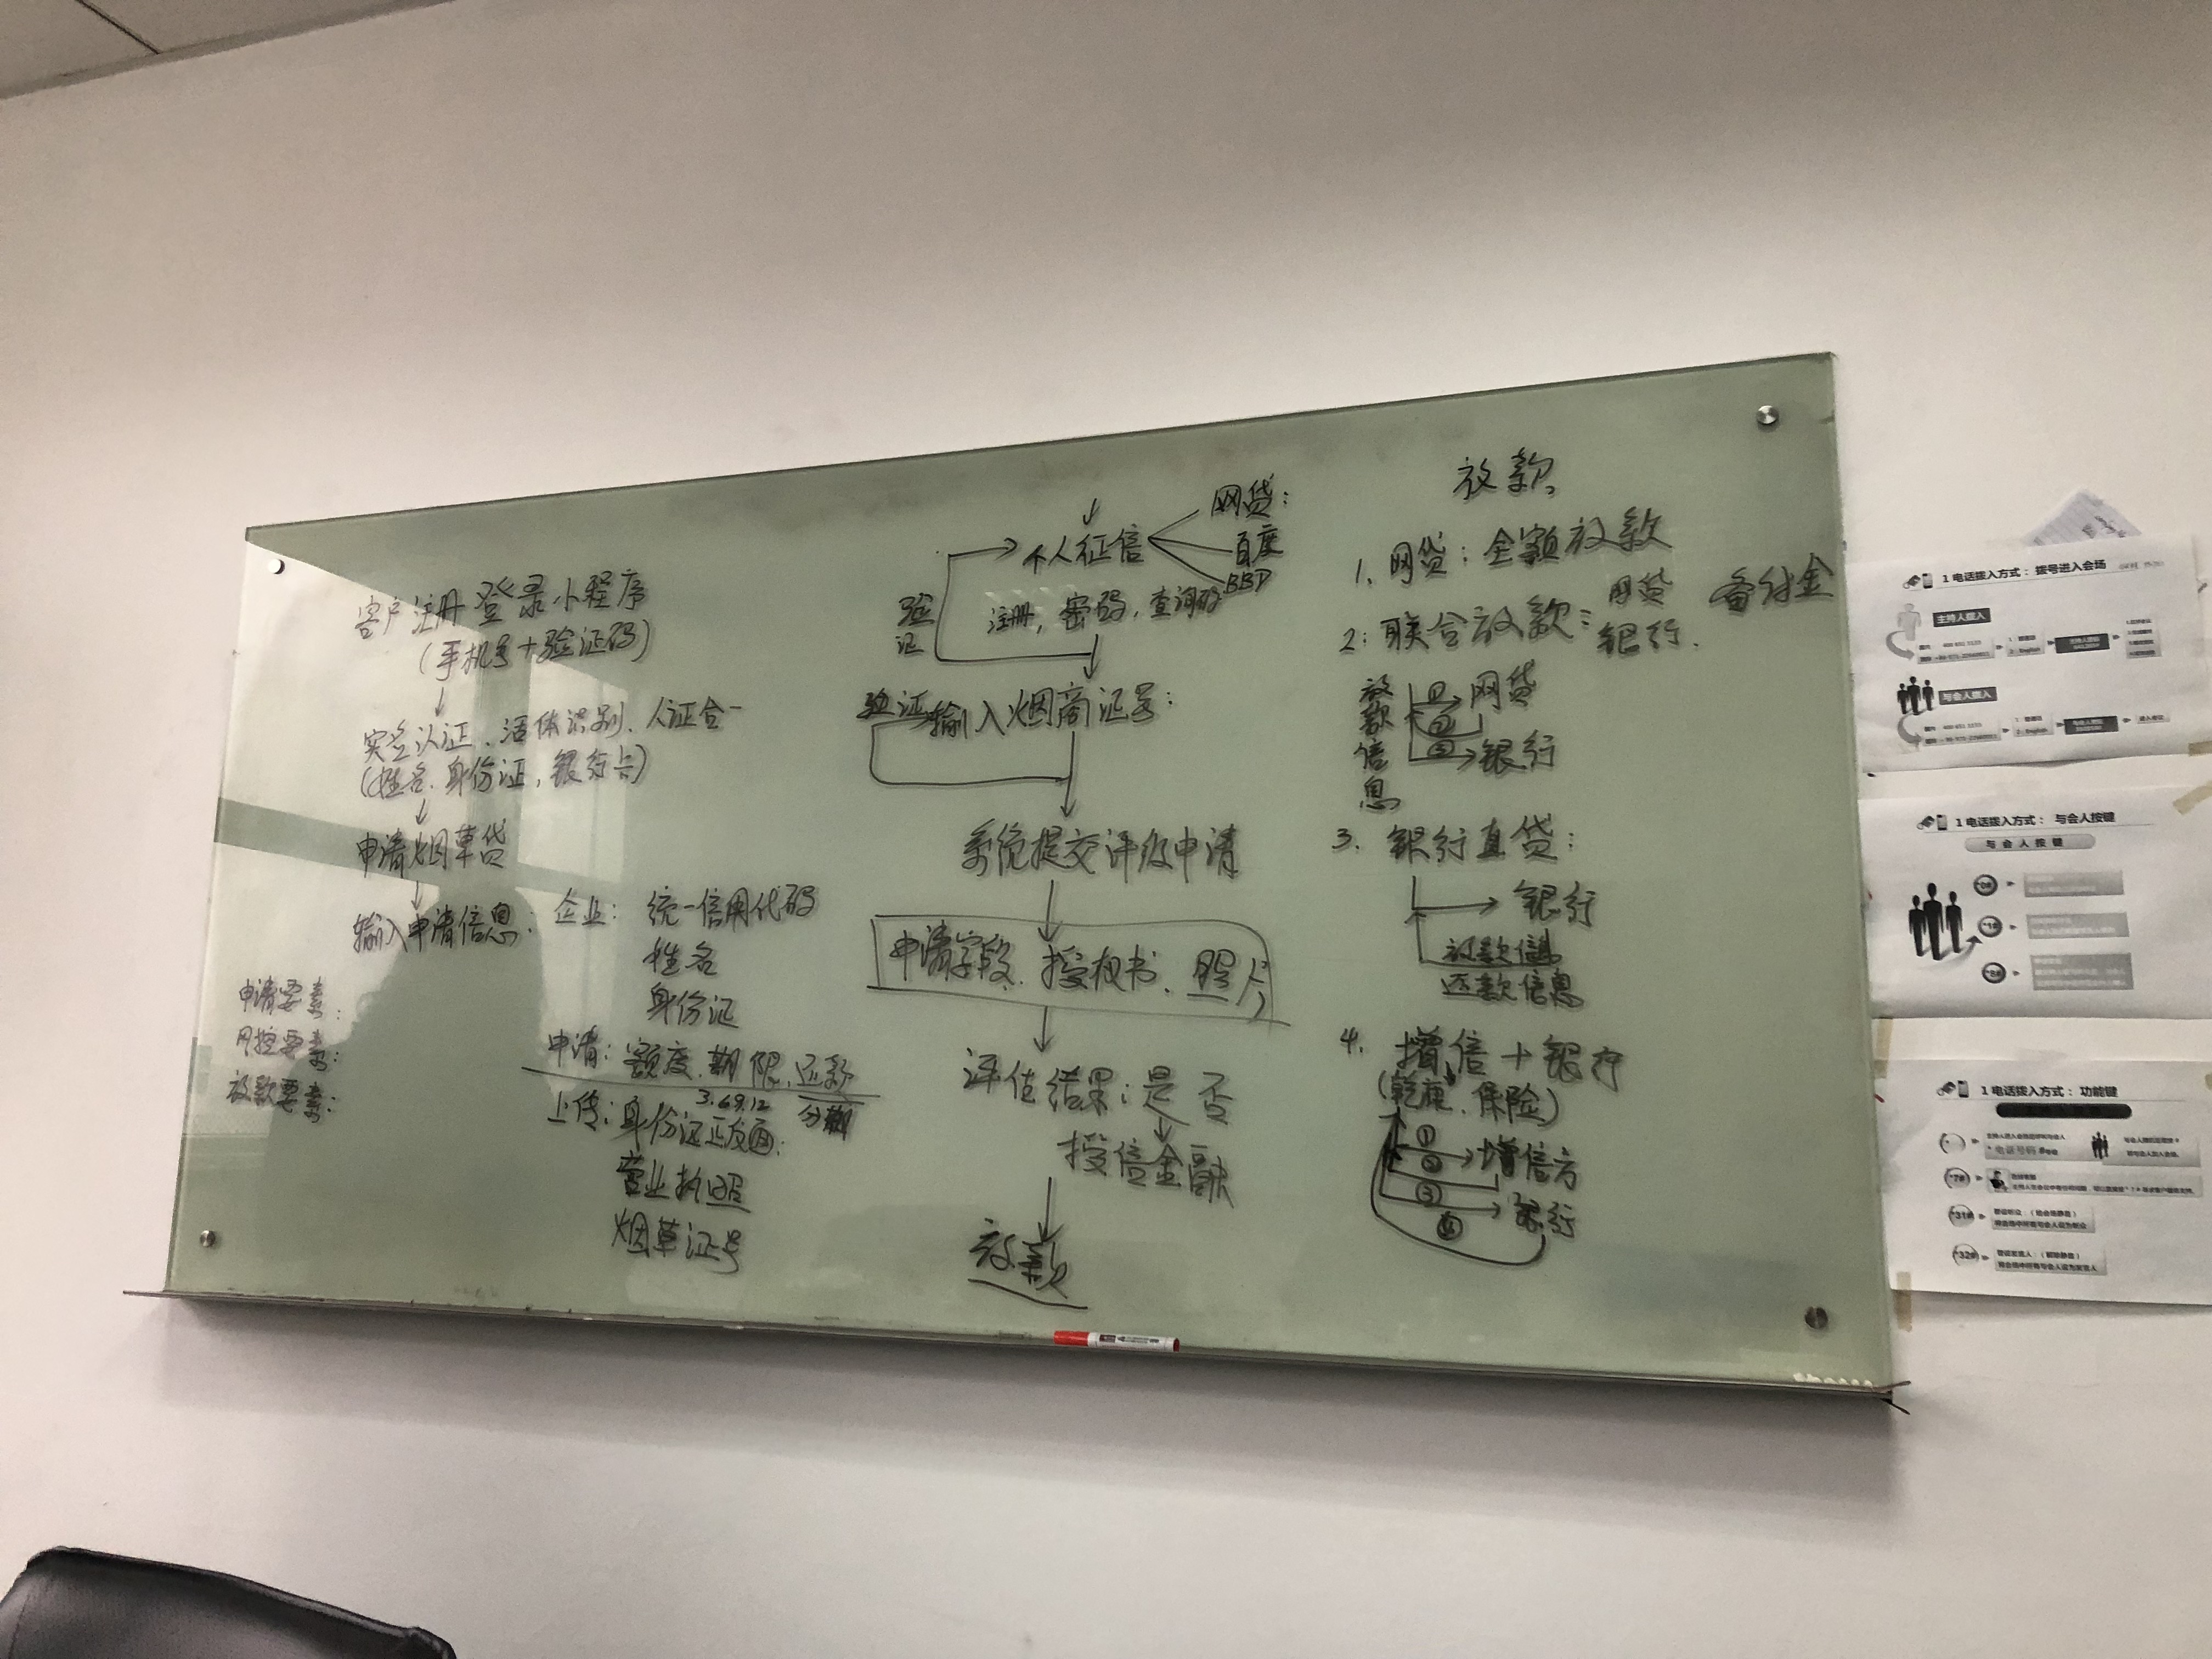 客户注册登录小程序
(手机号+验证码)
实名认证、活体识别、人证合一
(姓名、身份证,银行卡)
申请烟草贷
输入申请信息:企业: 统一信用代码
姓名
身份证
申请要素:
风控要素:
放款要素:
申请:额度、期限、还款
3.6 9.12 分期
上传:身份证正反面:
营业执照
烟草证号
网贷:
个人征信 百度
BBD
注册,密码,查询码
验证
验证 输入烟商证号:
系统提交评级申请
申请字段、授权书、照片
评估结果:是 否
授信金融
放款
放款
1、网贷:全额放款
2:联合放款: 网贷 备付金
银行.
放款信息
① 网贷
②
③ 银行
3. 银行直贷:
银行
放款信息
还款信息
4. 增信+银行
(乾康、保险)
①
② 增信方
③
④ 银行
1 电话拨入方式: 拨号进入会场
主持人拨入
与会人拨入
1 电话拨入方式: 与会人按键
与会人按键
1 电话拨入方式: 功能键